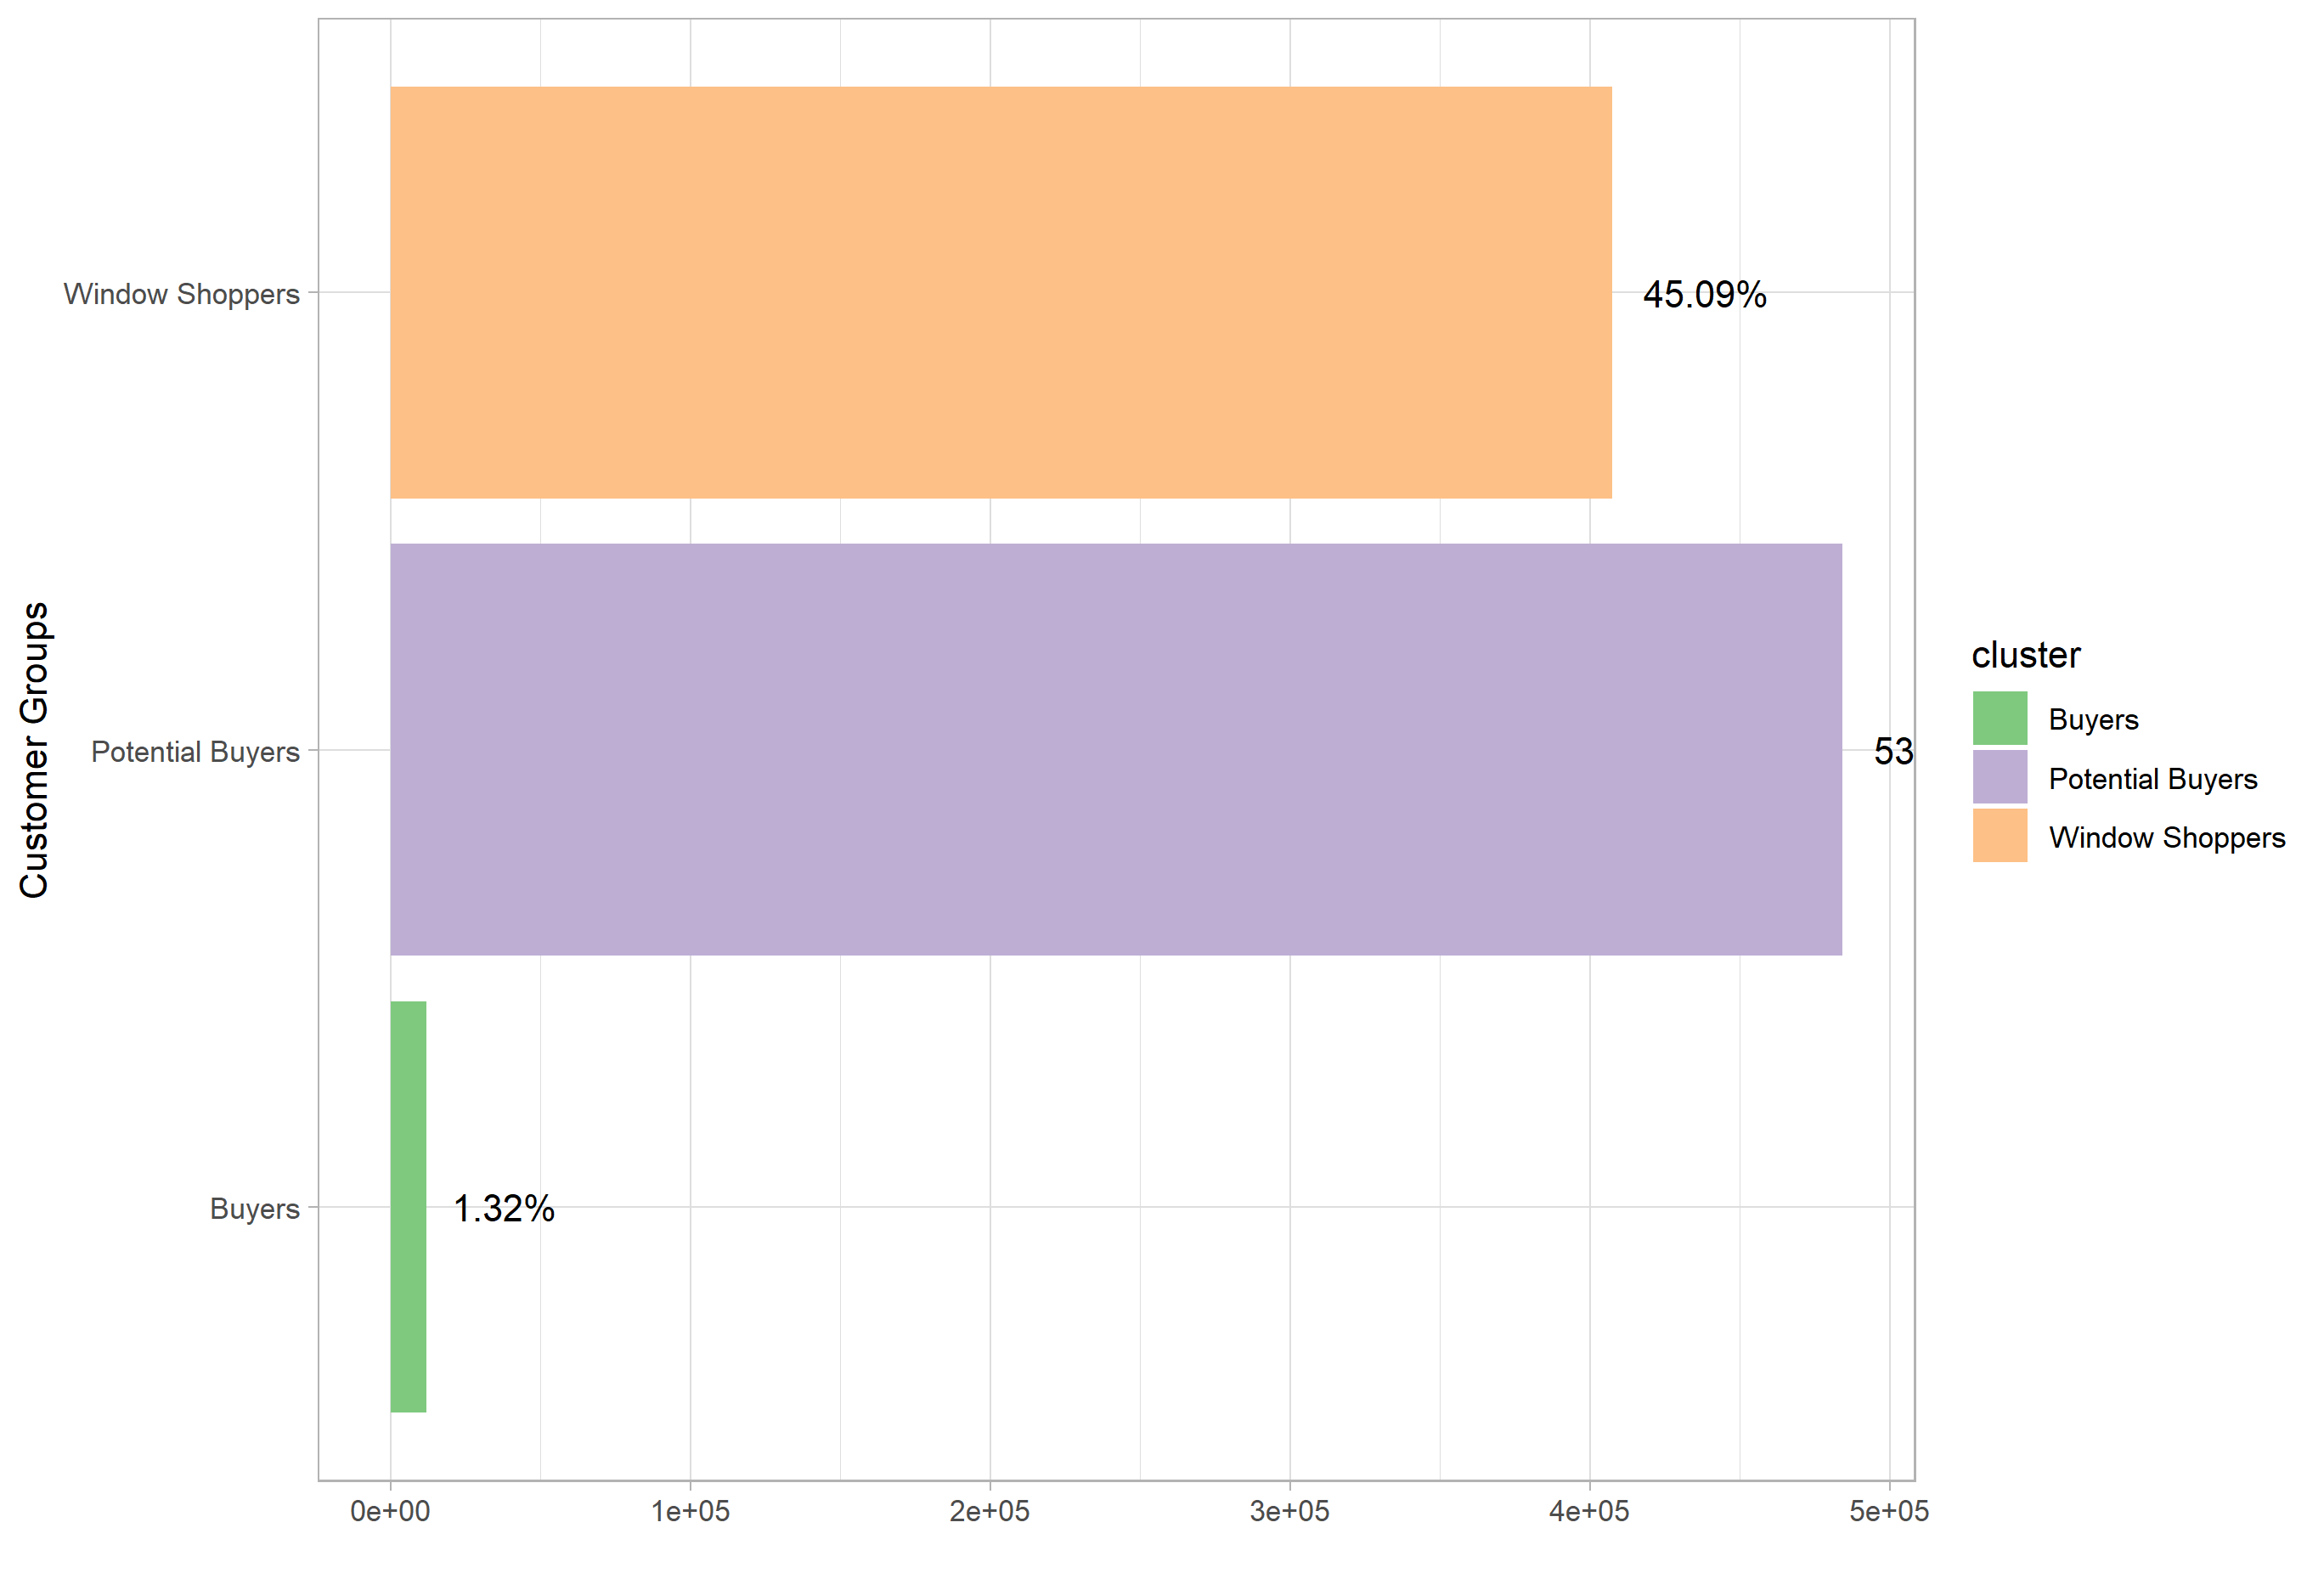 Customer Groups
Window Shoppers
45.09%
Potential Buyers
53
Buyers
1.32%
0e+00 1e+05 2e+05 3e+05 4e+05 5e+05
cluster
Buyers
Potential Buyers
Window Shoppers